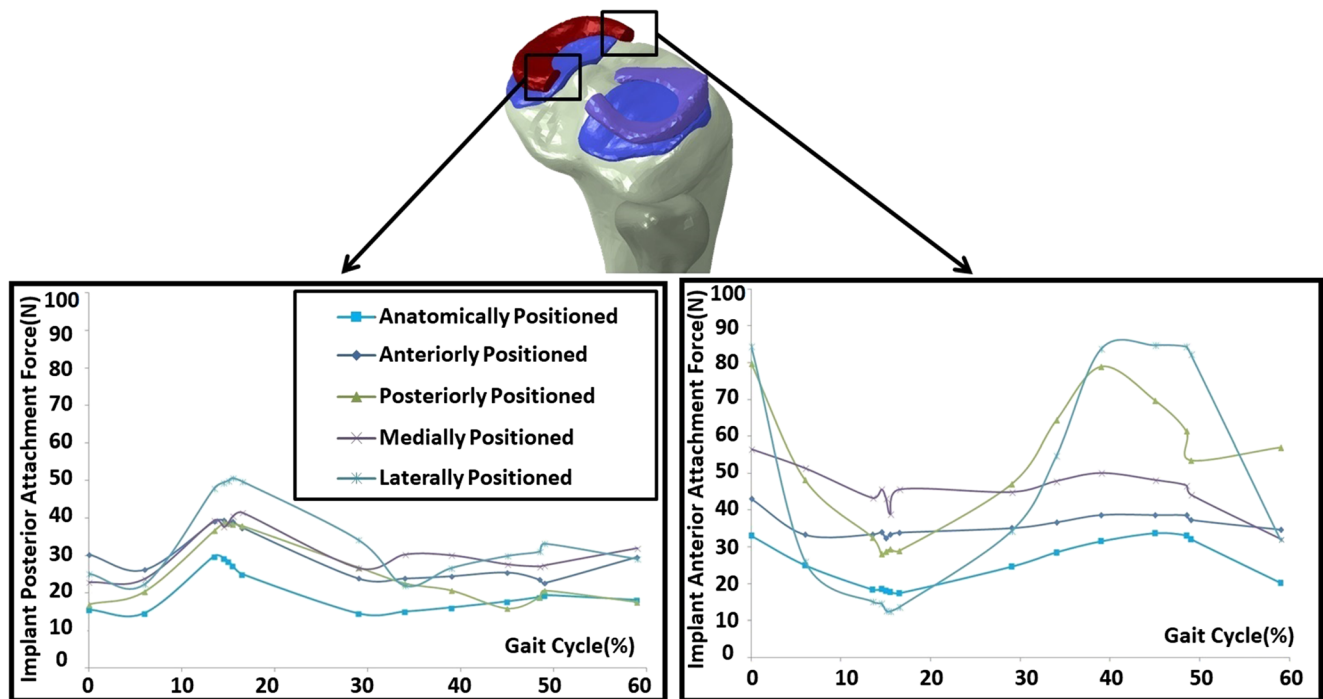 Implant Posterior Attachment Force(N)
100
90
80
70
60
50
40
30
20
10
0
Anatomically Positioned
Anteriorly Positioned
Posteriorly Positioned
Medially Positioned
Laterally Positioned
Gait Cycle(%)
0 10 20 30 40 50 60
Implant Anterior Attachment Force(N)
100
90
80
70
60
50
40
30
20
10
0
Gait Cycle(%)
0 10 20 30 40 50 60